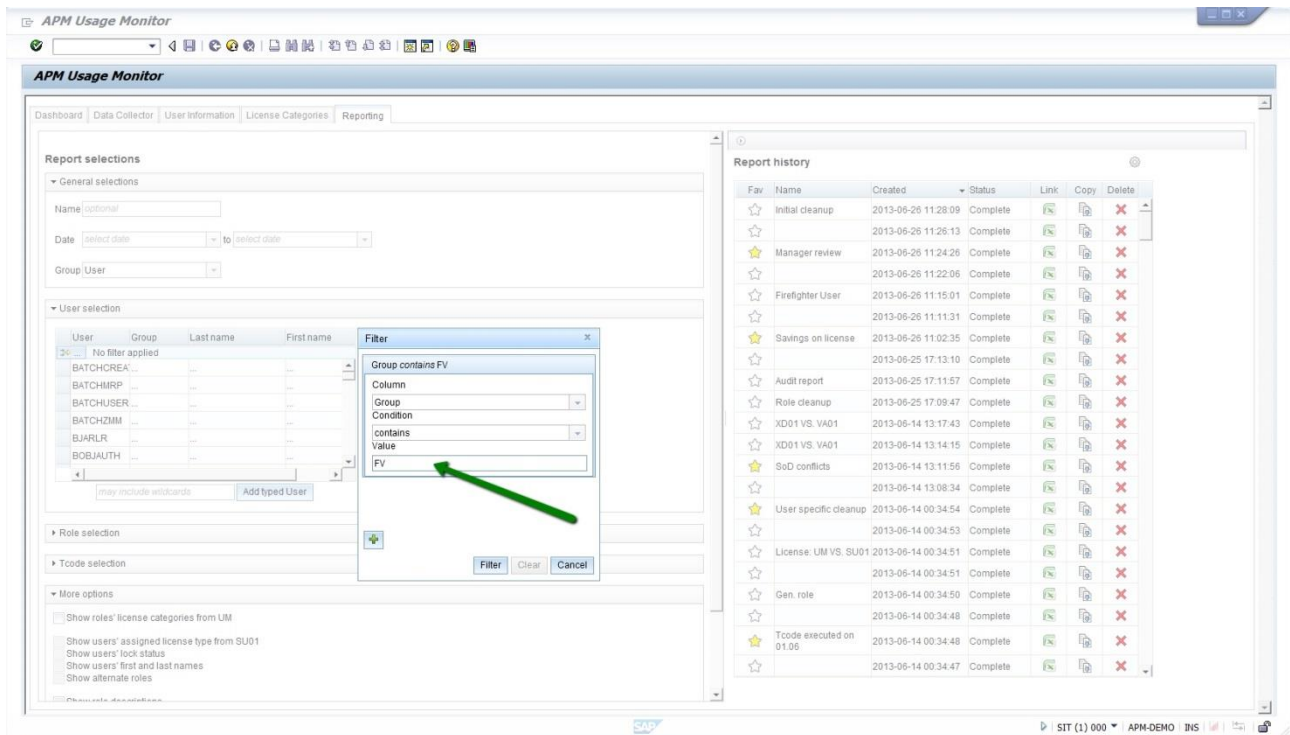 APM Usage Monitor
APM Usage Monitor
Dashboard Data Collector User Information License Categories Reporting
Report selections
General selections
Name optional
Date select date to select date
Group User
User selection
User Group Last name First name
No filter applied
BATCHCREA ... ... ...
BATCHMRP ... ... ...
BATCHUSER ... ... ...
BATCHZMM ... ... ...
BJARLR ... ... ...
BOBJAUTH ... ... ...
may include wildcards Add typed User
Role selection
Tcode selection
More options
Show roles' license categories from UM
Show users' assigned license type from SU01
Show users' lock status
Show users' first and last names
Show alternate roles
Show role descriptions
Filter
Group contains FV
Column
Group
Condition
contains
Value
FV
Filter Clear Cancel
Report history
Fav Name Created Status Link Copy Delete
Initial cleanup 2013-06-26 11:28:09 Complete
2013-06-26 11:26:13 Complete
Manager review 2013-06-26 11:24:26 Complete
2013-06-26 11:22:06 Complete
Firefighter User 2013-06-26 11:15:01 Complete
2013-06-26 11:11:31 Complete
Savings on license 2013-06-26 11:02:35 Complete
2013-06-25 17:13:10 Complete
Audit report 2013-06-25 17:11:57 Complete
Role cleanup 2013-06-25 17:09:47 Complete
XD01 VS. VA01 2013-06-14 13:17:43 Complete
XD01 VS. VA01 2013-06-14 13:14:15 Complete
SoD conflicts 2013-06-14 13:11:56 Complete
2013-06-14 13:08:34 Complete
User specific cleanup 2013-06-14 00:34:54 Complete
2013-06-14 00:34:53 Complete
License: UM VS. SU01 2013-06-14 00:34:51 Complete
2013-06-14 00:34:51 Complete
Gen. role 2013-06-14 00:34:50 Complete
2013-06-14 00:34:48 Complete
Tcode executed on 01.06 2013-06-14 00:34:48 Complete
2013-06-14 00:34:47 Complete
SAP
SIT (1) 000 APM-DEMO INS